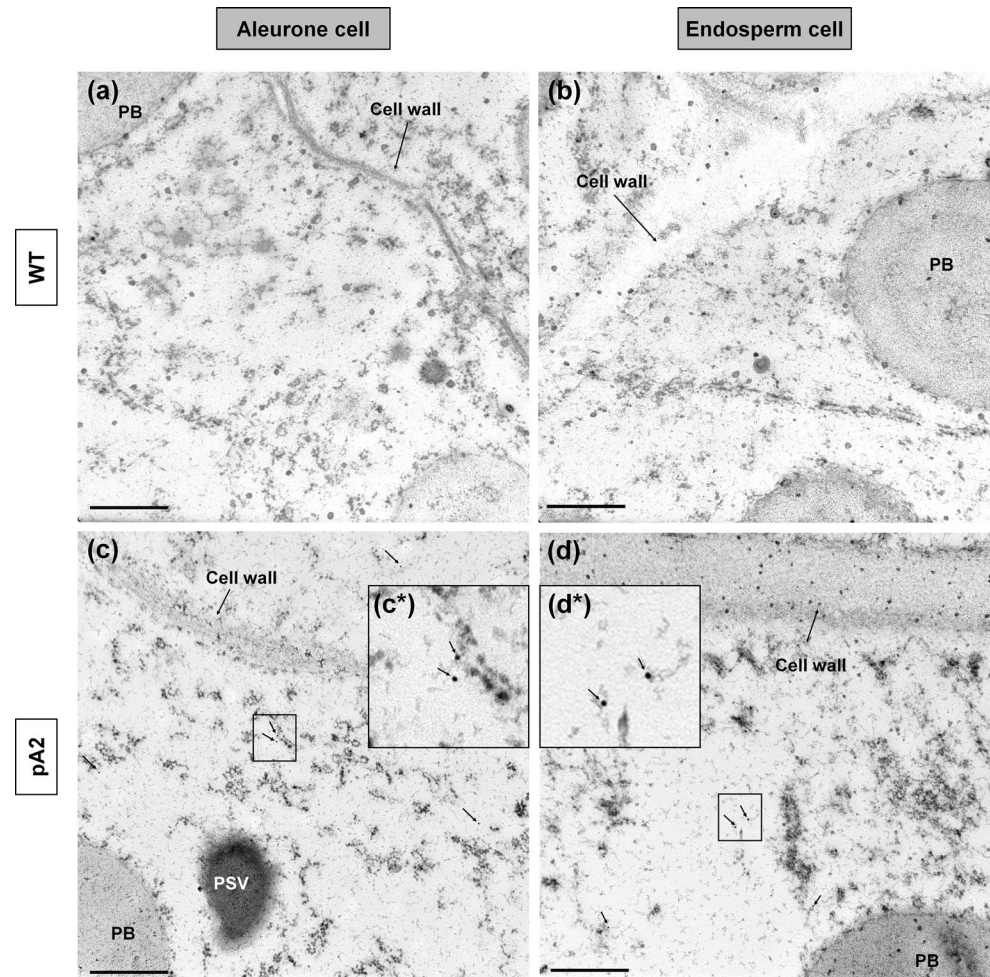 Aleurone cell
Endosperm cell
WT
(a)
PB
Cell wall
(b)
Cell wall
PB
pA2
(c)
Cell wall
(c*)
PSV
PB
(d)
(d*)
Cell wall
PB